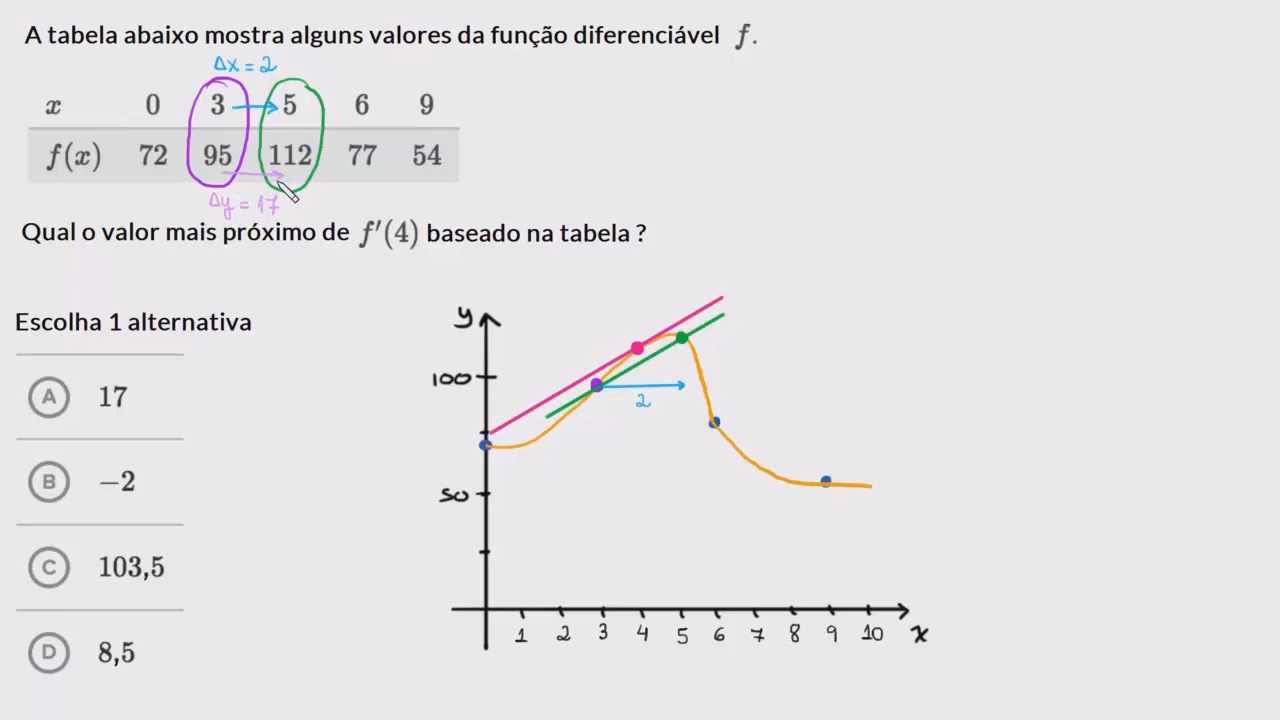 A tabela abaixo mostra alguns valores da função diferenciável f.
Δx = 2
x 0 3 5 6 9
f(x) 72 95 112 77 54
Δy = 17
Qual o valor mais próximo de f'(4) baseado na tabela ?
Escolha 1 alternativa
A 17
B −2
C 103,5
D 8,5
y
100
2
50
1 2 3 4 5 6 7 8 9 10 x